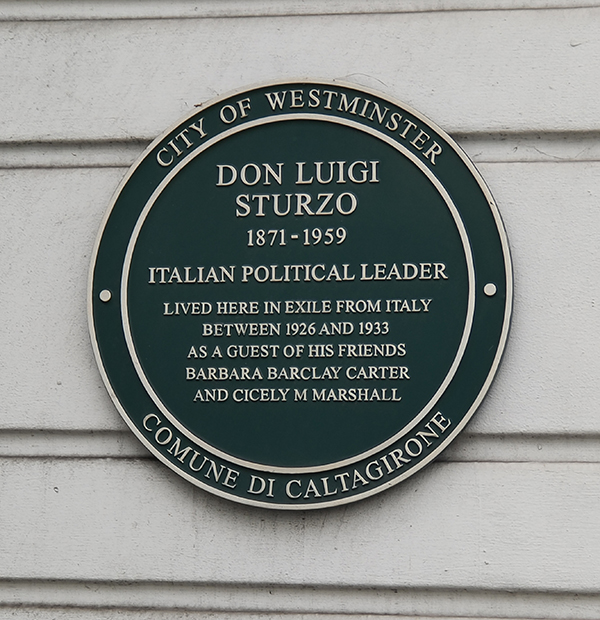 CITY OF WESTMINSTER
DON LUIGI
STURZO
1871-1959
ITALIAN POLITICAL LEADER
LIVED HERE IN EXILE FROM ITALY
BETWEEN 1926 AND 1933
AS A GUEST OF HIS FRIENDS
BARBARA BARCLAY CARTER
AND CICELY M MARSHALL
COMUNE DI CALTAGIRONE